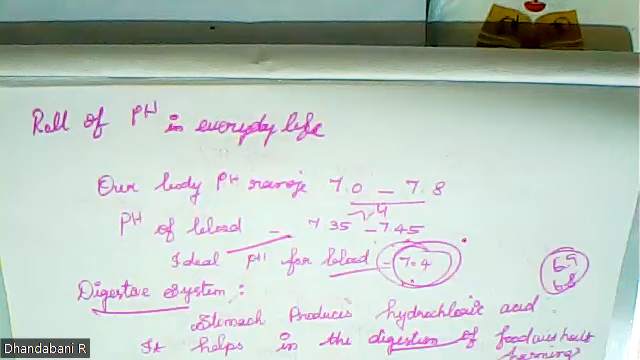 Roll of PH in everyday life
Our body PH range 7.0 - 7.8
7.4
PH of blood - 7.35 - 7.45
Ideal pH for blood - 7.4
6.9
6.8
Digestive System:
Stomach Produces hydrochloric acid.
It helps in the digestion of food without
harming
Dhandabani R